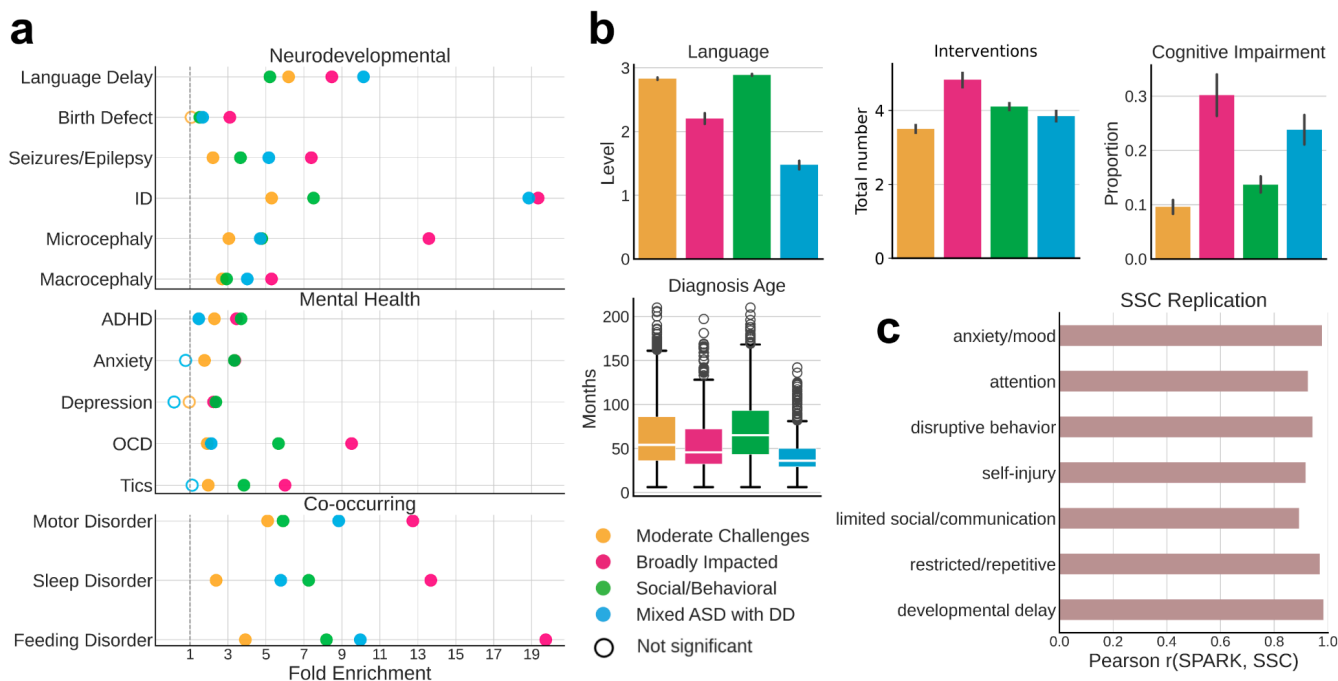 a
Neurodevelopmental
Language Delay
Birth Defect
Seizures/Epilepsy
ID
Microcephaly
Macrocephaly
Mental Health
ADHD
Anxiety
Depression
OCD
Tics
Co-occurring
Motor Disorder
Sleep Disorder
Feeding Disorder
1 3 5 7 9 11 13 15 17 19
Fold Enrichment
b
Language
Level
3
2
1
0
Interventions
Total number
4
2
0
Cognitive Impairment
Proportion
0.3
0.2
0.1
0.0
Diagnosis Age
Months
200
150
100
50
0
Moderate Challenges
Broadly Impacted
Social/Behavioral
Mixed ASD with DD
Not significant
c
SSC Replication
anxiety/mood
attention
disruptive behavior
self-injury
limited social/communication
restricted/repetitive
developmental delay
0.0 0.2 0.4 0.6 0.8 1.0
Pearson r(SPARK, SSC)